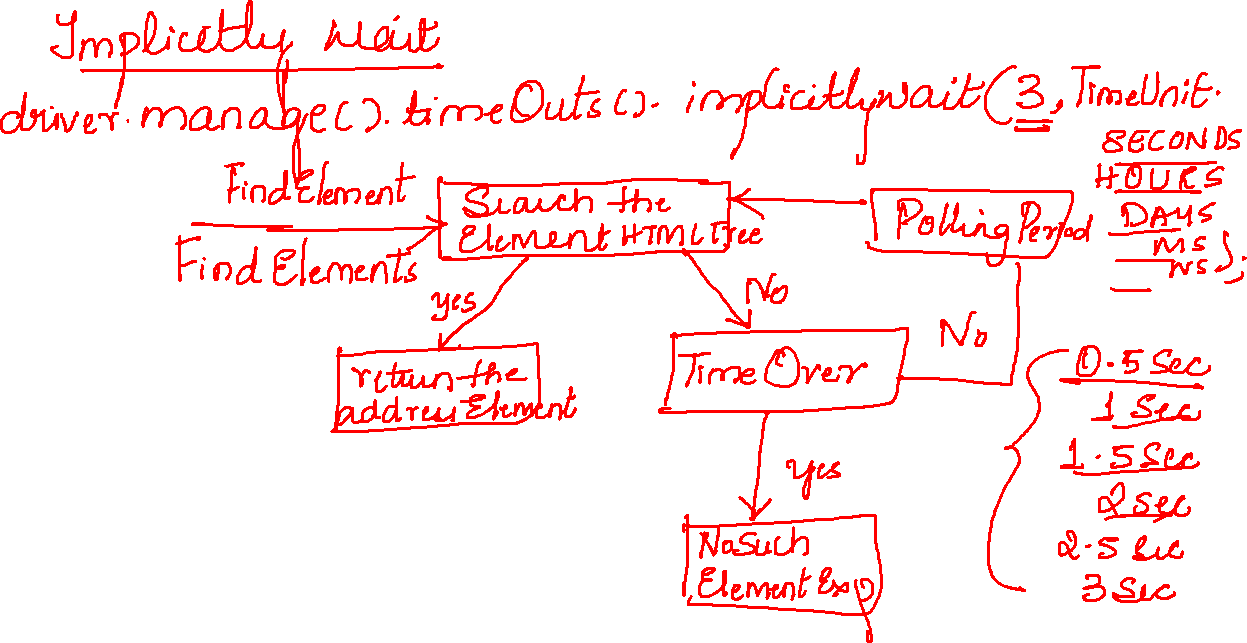 Implicitly Wait
driver.manage().timeOuts().implicitlywait(3, TimeUnit.
SECONDS
HOURS
DAYS
MS
NS);
FindElement
Find Elements
Search the
Element HTML Tree
Polling Period
yes
No
return the
address Element
Time Over
No
yes
NoSuch
Element Exp
0.5 Sec
1 Sec
1.5 Sec
2 sec
2.5 sec
3 Sec